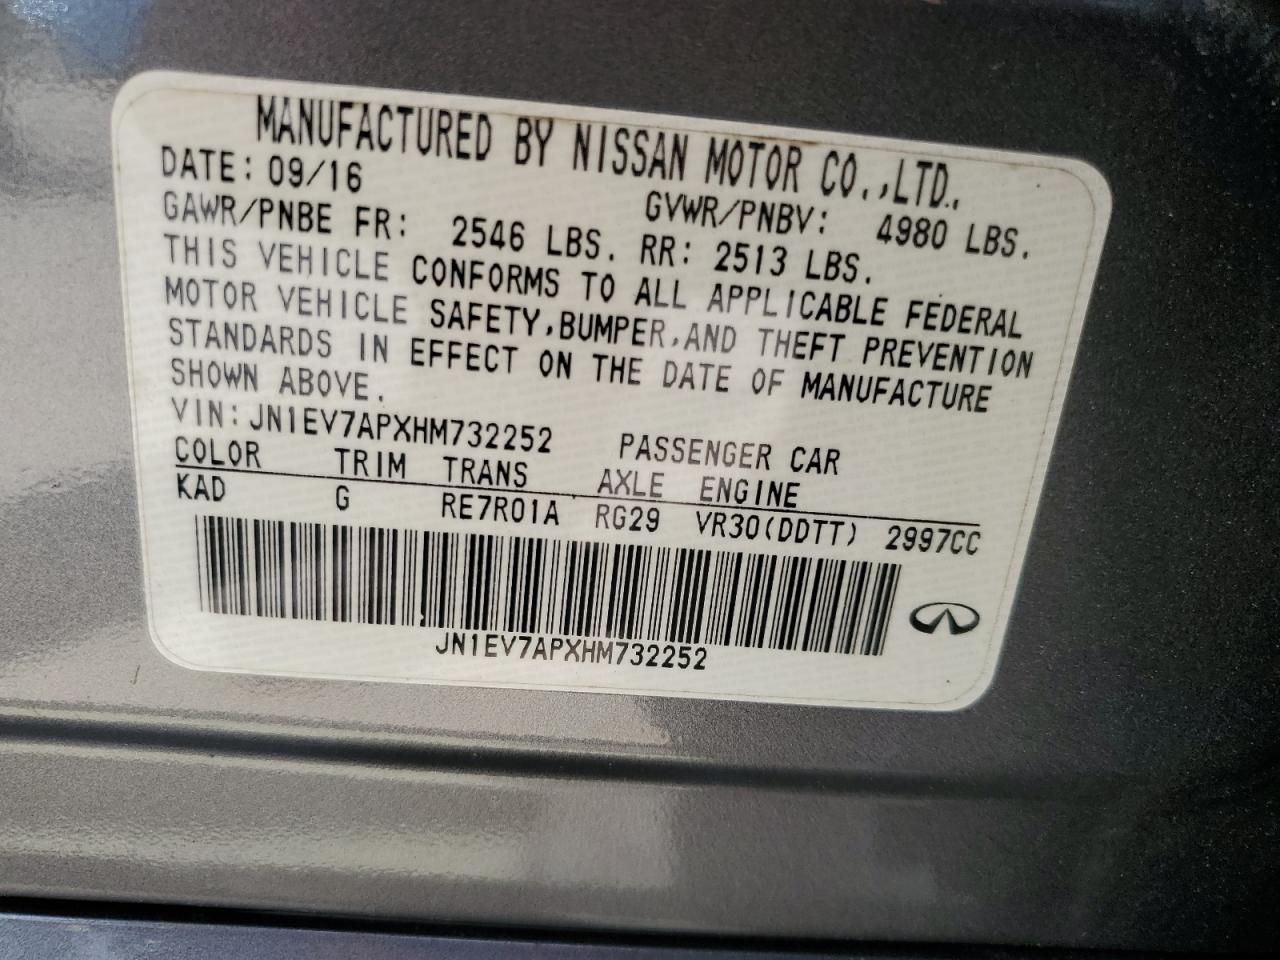 MANUFACTURED BY NISSAN MOTOR CO.,LTD.
DATE: 09/16 GVWR/PNBV: 4980 LBS.
GAWR/PNBE FR: 2546 LBS. RR: 2513 LBS.
THIS VEHICLE CONFORMS TO ALL APPLICABLE FEDERAL
MOTOR VEHICLE SAFETY,BUMPER,AND THEFT PREVENTION
STANDARDS IN EFFECT ON THE DATE OF MANUFACTURE
SHOWN ABOVE.
VIN:JN1EV7APXHM732252 PASSENGER CAR
COLOR TRIM TRANS AXLE ENGINE
KAD G RE7R01A RG29 VR30(DDTT) 2997CC
JN1EV7APXHM732252